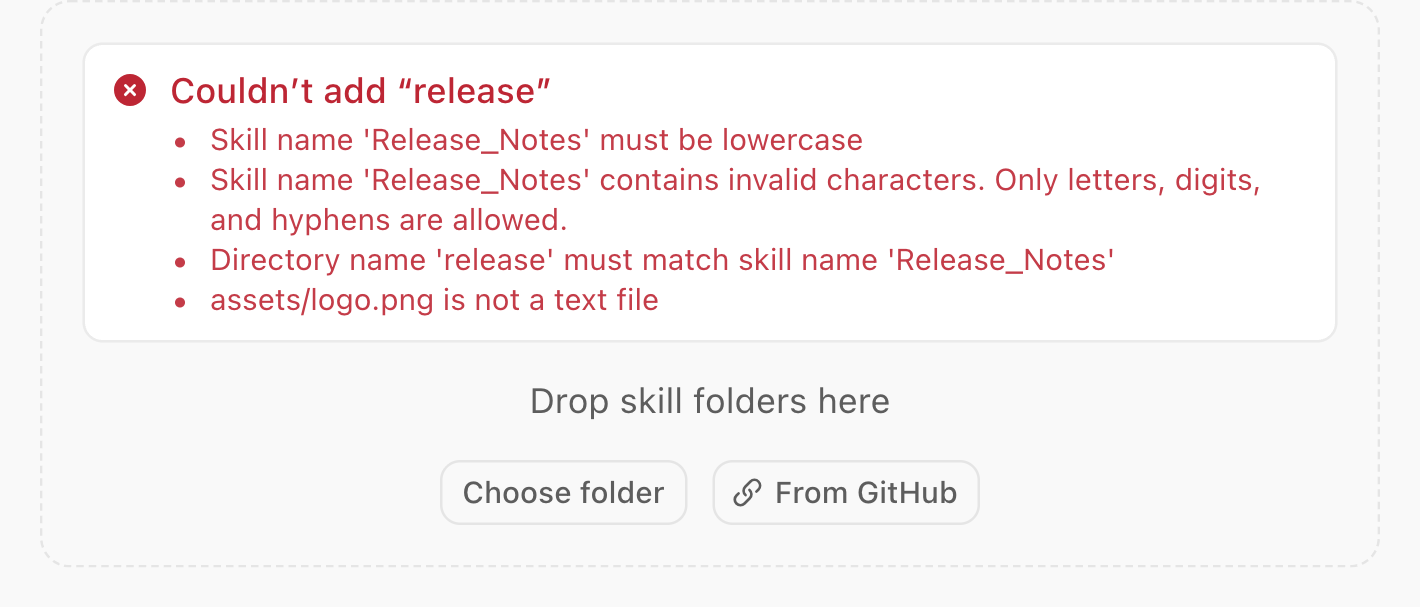 Couldn’t add “release”
• Skill name 'Release_Notes' must be lowercase
• Skill name 'Release_Notes' contains invalid characters. Only letters, digits,
and hyphens are allowed.
• Directory name 'release' must match skill name 'Release_Notes'
• assets/logo.png is not a text file
Drop skill folders here
Choose folder
From GitHub